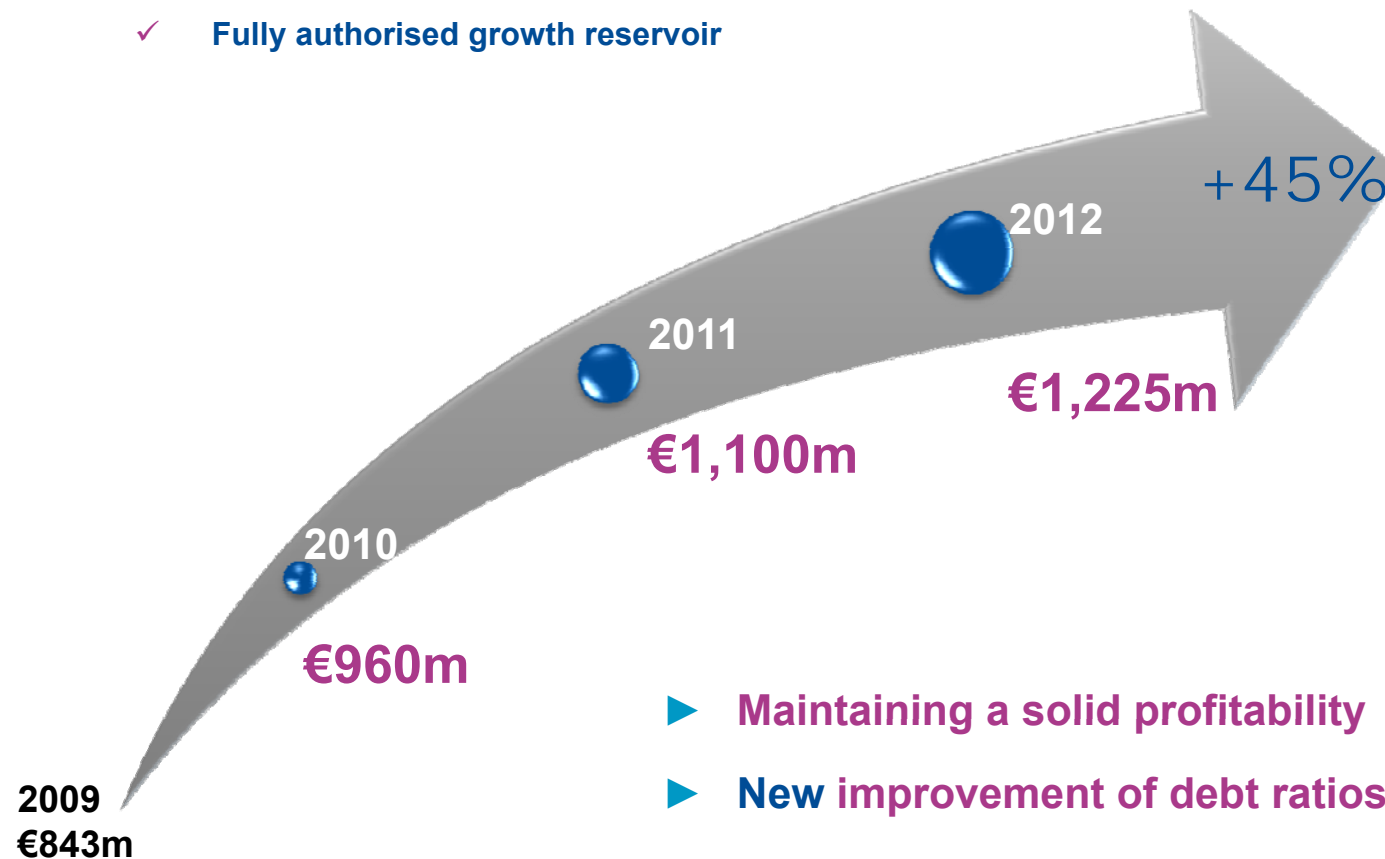 ✓ Fully authorised growth reservoir
+45%
2012
2011
€1,225m
€1,100m
2010
€960m
► Maintaining a solid profitability
► New improvement of debt ratios
2009
€843m